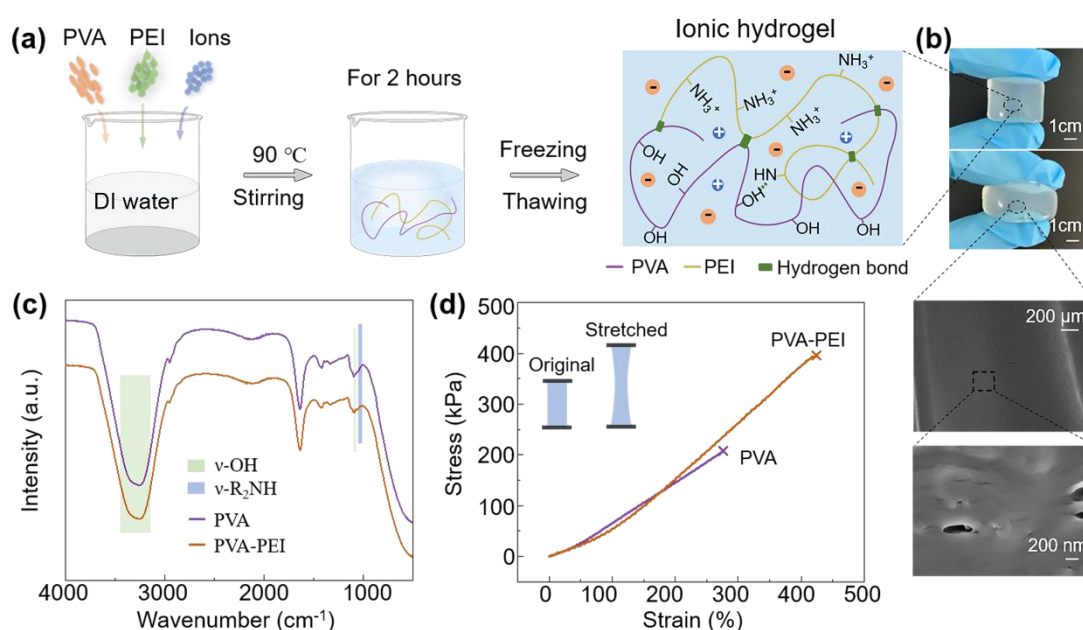 (a)
PVA PEI Ions
DI water
90 ℃
Stirring
For 2 hours
Freezing
Thawing
Ionic hydrogel
NH₃⁺
NH₃⁺
NH₃⁺
NH₃⁺
OH
OH
HN
OH
OH
OH
OH
PVA PEI Hydrogen bond
(b)
1cm
1cm
200 μm
200 nm
(c)
Intensity (a.u.)
ν-OH
ν-R₂NH
PVA
PVA-PEI
4000 3000 2000 1000
Wavenumber (cm⁻¹)
(d)
Stress (kPa)
500
400
300
200
100
0
Original
Stretched
PVA-PEI
PVA
0 100 200 300 400 500
Strain (%)